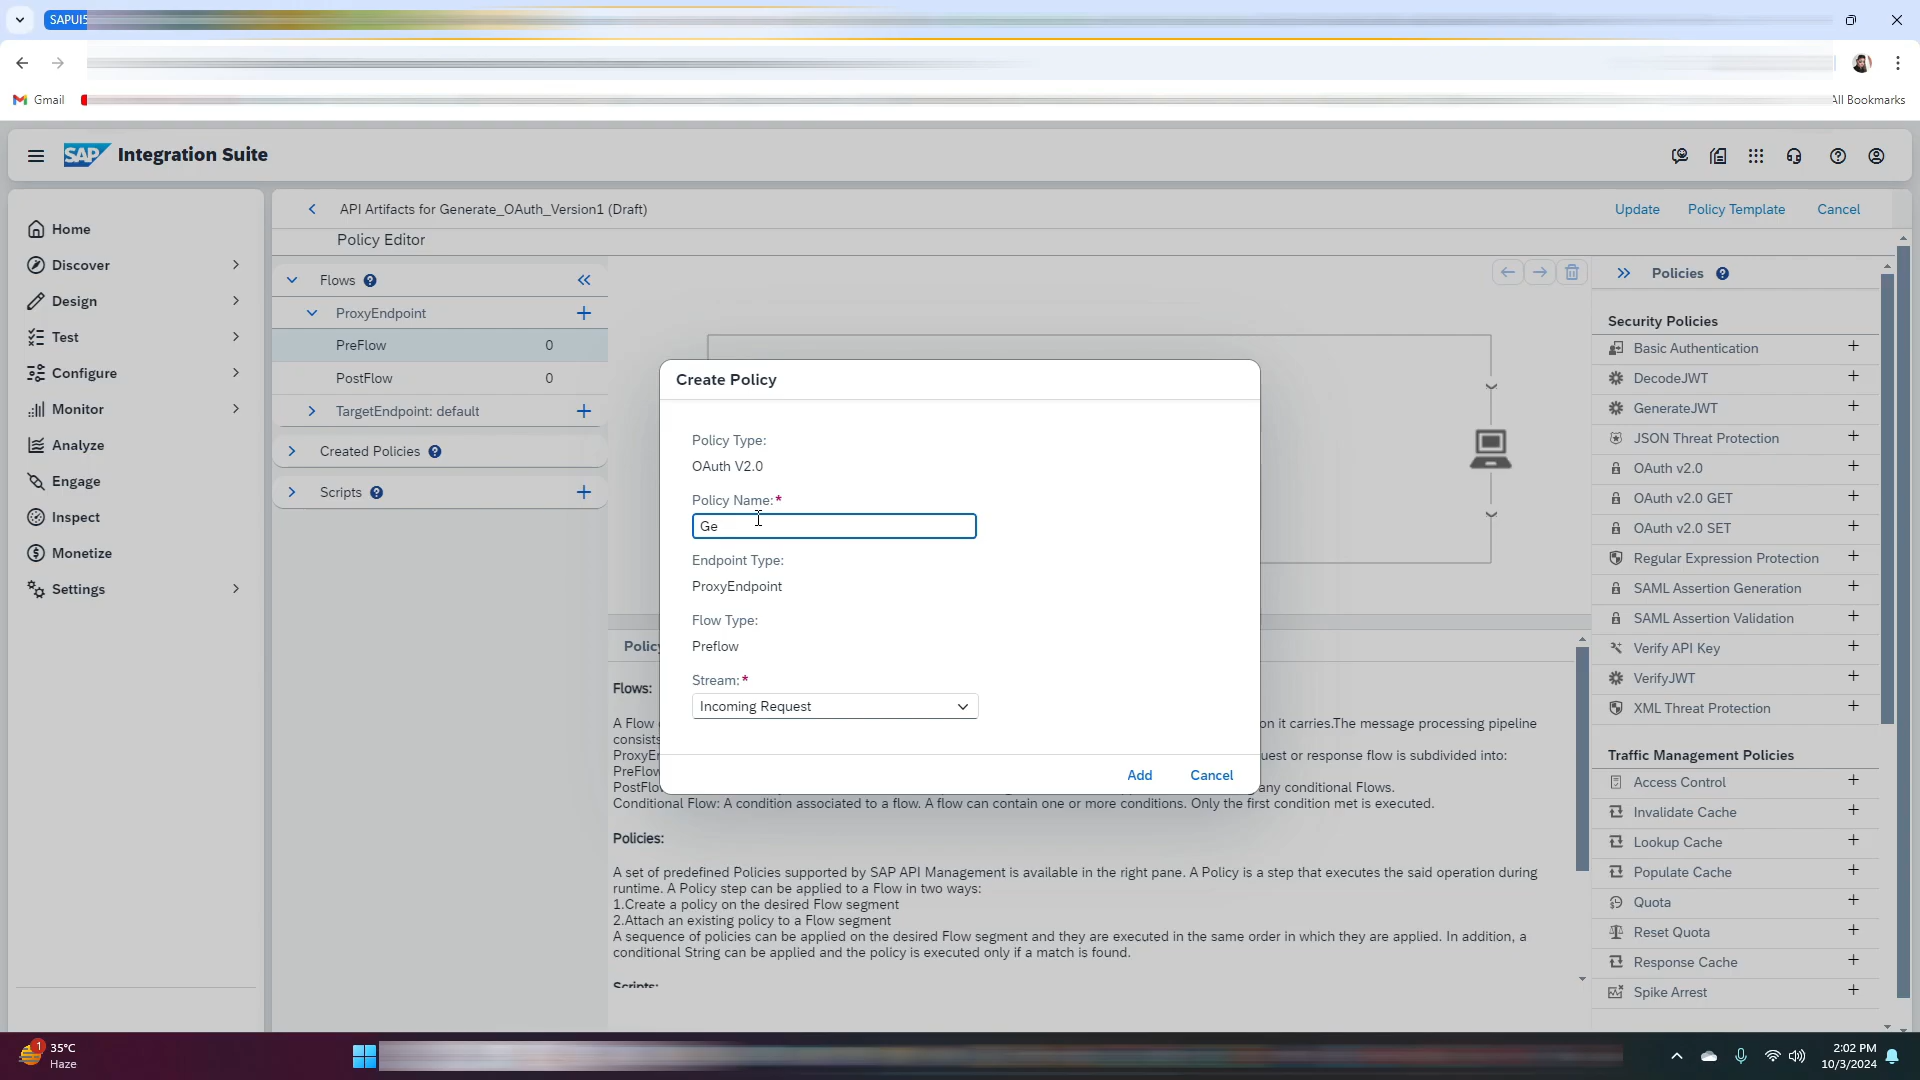 SAPUI5
Gmail
All Bookmarks
SAP Integration Suite
Home
Discover
Design
Test
Configure
Monitor
Analyze
Engage
Inspect
Monetize
Settings
API Artifacts for Generate_OAuth_Version1 (Draft)
Update
Policy Template
Cancel
Policy Editor
Flows
ProxyEndpoint
PreFlow 0
PostFlow 0
TargetEndpoint: default
Created Policies
Scripts
Create Policy
Policy Type:
OAuth V2.0
Policy Name:*
Ge
Endpoint Type:
ProxyEndpoint
Flow Type:
Preflow
Stream:*
Incoming Request
Add
Cancel
Flows:
A Flow on it carries.The message processing pipeline
consists
uest or response flow is subdivided into:
any conditional Flows.
Conditional Flow: A condition associated to a flow. A flow can contain one or more conditions. Only the first condition met is executed.
Policies:
A set of predefined Policies supported by SAP API Management is available in the right pane. A Policy is a step that executes the said operation during
runtime. A Policy step can be applied to a Flow in two ways:
1.Create a policy on the desired Flow segment
2.Attach an existing policy to a Flow segment
A sequence of policies can be applied on the desired Flow segment and they are executed in the same order in which they are applied. In addition, a
conditional String can be applied and the policy is executed only if a match is found.
Scripts:
Policies
Security Policies
Basic Authentication
DecodeJWT
GenerateJWT
JSON Threat Protection
OAuth v2.0
OAuth v2.0 GET
OAuth v2.0 SET
Regular Expression Protection
SAML Assertion Generation
SAML Assertion Validation
Verify API Key
VerifyJWT
XML Threat Protection
Traffic Management Policies
Access Control
Invalidate Cache
Lookup Cache
Populate Cache
Quota
Reset Quota
Response Cache
Spike Arrest
1
35°C
Haze
2:02 PM
10/3/2024